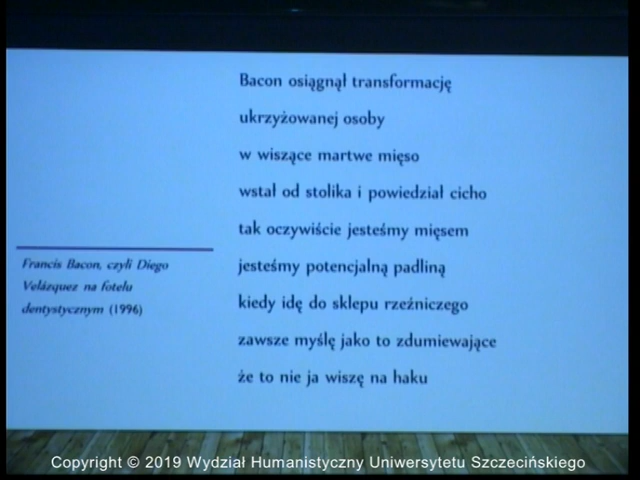 Bacon osiągnął transformację
ukrzyżowanej osoby
w wiszące martwe mięso
wstał od stolika i powiedział cicho
tak oczywiście jesteśmy mięsem
jesteśmy potencjalną padliną
kiedy idę do sklepu rzeźniczego
zawsze myślę jako to zdumiewające
że to nie ja wiszę na haku
Francis Bacon, czyli Diego
Velázquez na fotelu
dentystycznym (1996)
Copyright © 2019 Wydział Humanistyczny Uniwersytetu Szczecińskiego